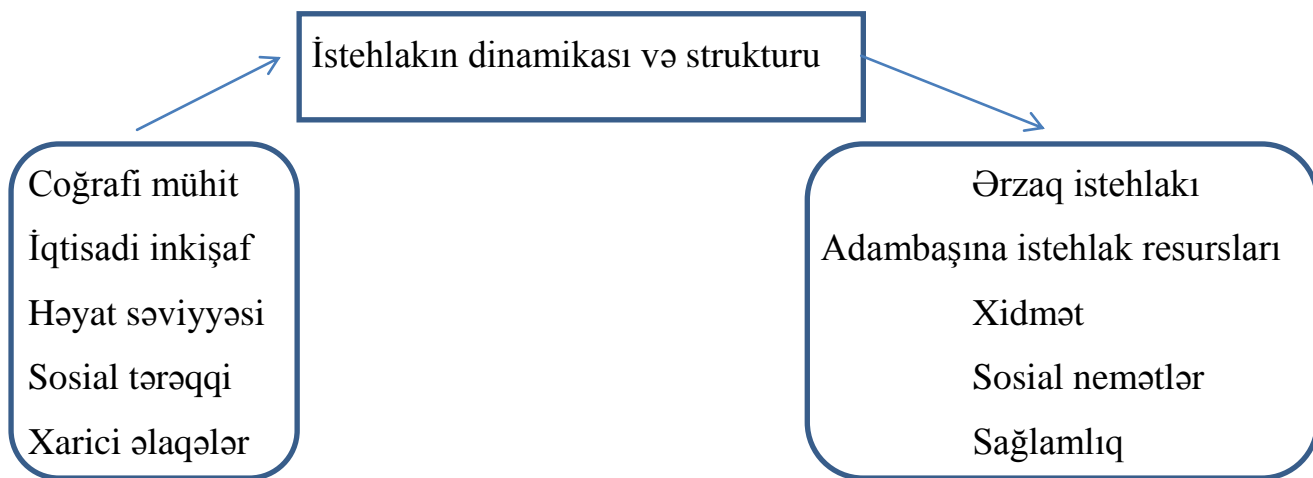 İstehlakın dinamikası və strukturu
Coğrafi mühit
İqtisadi inkişaf
Həyat səviyyəsi
Sosial tərəqqi
Xarici əlaqələr
Ərzaq istehlakı
Adambaşına istehlak resursları
Xidmət
Sosial nemətlər
Sağlamlıq